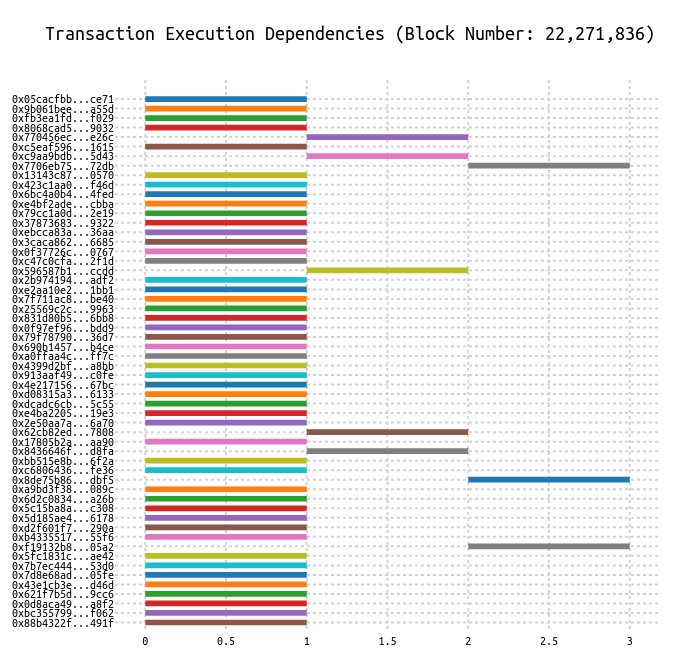 Transaction Execution Dependencies (Block Number: 22,271,836)
0x05cacfbb...ce71
0x9b061bee...a55d
0xfb3ea1fd...f029
0x8068cad5...9032
0x770456ec...e26c
0xc5eaf596...1615
0xc9aa9bdb...5d43
0x7706eb75...72db
0x13143c87...0570
0x423c1aa0...f46d
0x6bc4a0b4...4fed
0xe4bf2ade...cbba
0x79cc1a0d...2e19
0x37873683...9322
0xebcca83a...36aa
0x3caca862...6685
0x0f37726c...0767
0xc47c0cfa...2f1d
0x596587b1...ccdd
0x2b974194...adf2
0xe2aa10e2...1bb1
0x7f711ac8...be40
0x25569c2c...9963
0x831d80b5...6bb8
0x0f97ef96...bdd9
0x79f78790...36d7
0x690b1457...b4ce
0xa0ffaa4c...ff7c
0x4399d2bf...a8bb
0x913aaf49...c0fe
0x4e217156...67bc
0xd08315a3...6133
0xdcadc6cb...5c55
0xe4ba2205...19e3
0x2e50aa7a...6a70
0x62cb82ed...7808
0x17805b2a...aa90
0x8436646f...d8fa
0xbb515e8b...6f2a
0xc6806436...fe36
0x8de75b86...dbf5
0xa9bd3f38...089c
0x6d2c0834...a26b
0x5c15ba8a...c308
0x5d185ae4...6178
0xd2f601f7...290a
0xb4335517...55f6
0xf19132b8...05a2
0x5fc1831c...ae42
0x7b7ec444...53d0
0x7d8e68ad...05fe
0x43e1cb3e...d46d
0x621f7b5d...9cc6
0x0d8aca49...a8f2
0xbc355799...f062
0x88b4322f...491f
0 0.5 1 1.5 2 2.5 3